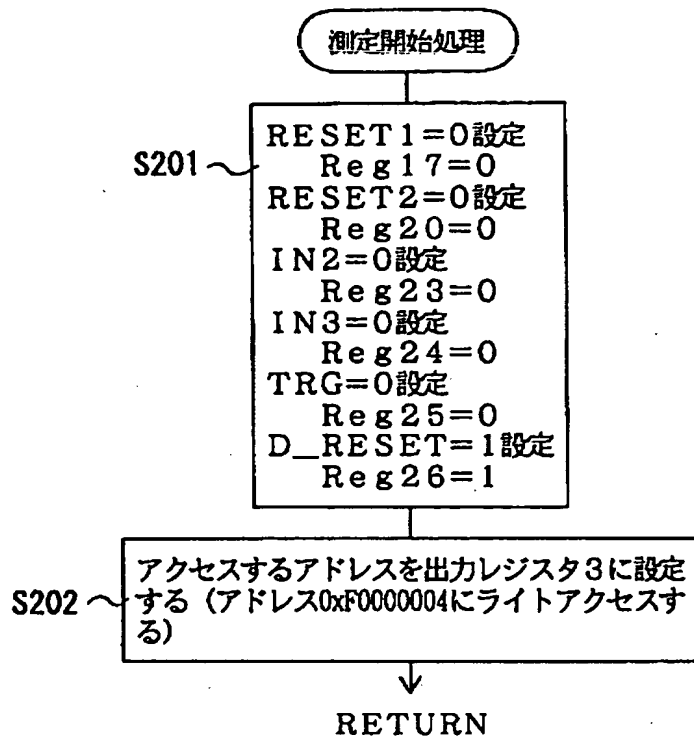 測定開始処理
S201
RESET1=0設定
Reg17=0
RESET2=0設定
Reg20=0
IN2=0設定
Reg23=0
IN3=0設定
Reg24=0
TRG=0設定
Reg25=0
D_RESET=1設定
Reg26=1
S202
アクセスするアドレスを出力レジスタ3に設定
する（アドレス0xF0000004にライトアクセスす
る）
RETURN